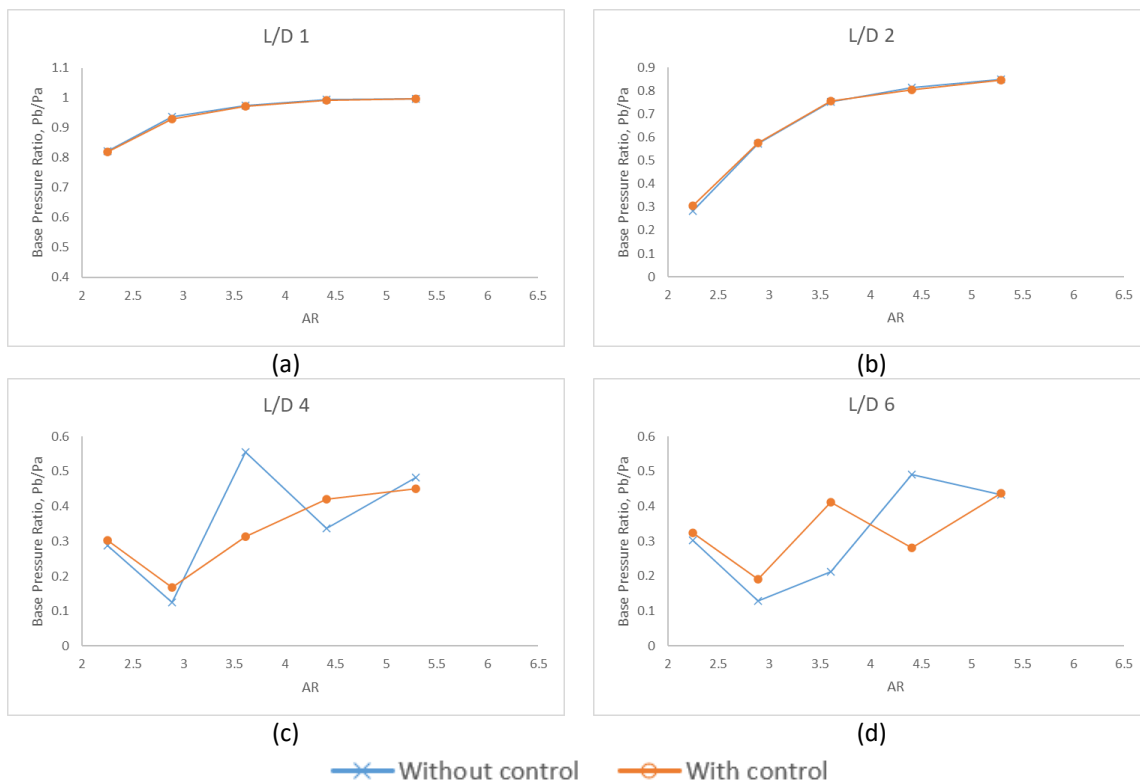 L/D 1
Base Pressure Ratio, Pb/Pa
1.1
1
0.9
0.8
0.7
0.6
0.5
0.4
2 2.5 3 3.5 4 4.5 5 5.5 6 6.5
AR
(a)
L/D 2
Base Pressure Ratio, Pb/Pa
0.9
0.8
0.7
0.6
0.5
0.4
0.3
0.2
0.1
0
2 2.5 3 3.5 4 4.5 5 5.5 6 6.5
AR
(b)
L/D 4
Base Pressure Ratio, Pb/Pa
0.6
0.5
0.4
0.3
0.2
0.1
0
2 2.5 3 3.5 4 4.5 5 5.5 6 6.5
AR
(c)
L/D 6
Base Pressure Ratio, Pb/Pa
0.6
0.5
0.4
0.3
0.2
0.1
0
2 2.5 3 3.5 4 4.5 5 5.5 6 6.5
AR
(d)
Without control With control